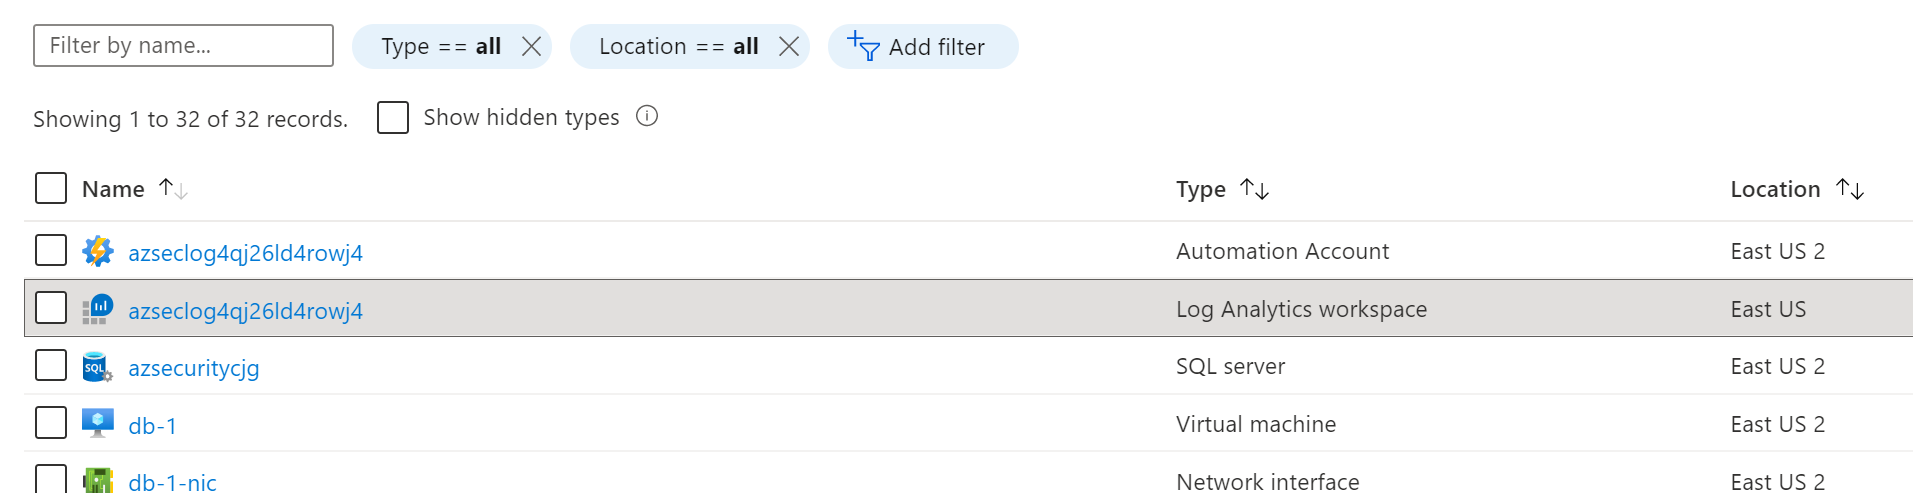 Filter by name...
Type == all
Location == all
Add filter
Showing 1 to 32 of 32 records.
Show hidden types
Name Type Location
azseclog4qj26ld4rowj4 Automation Account East US 2
azseclog4qj26ld4rowj4 Log Analytics workspace East US
SQL azsecuritycjg SQL server East US 2
db-1 Virtual machine East US 2
db-1-nic Network interface East US 2